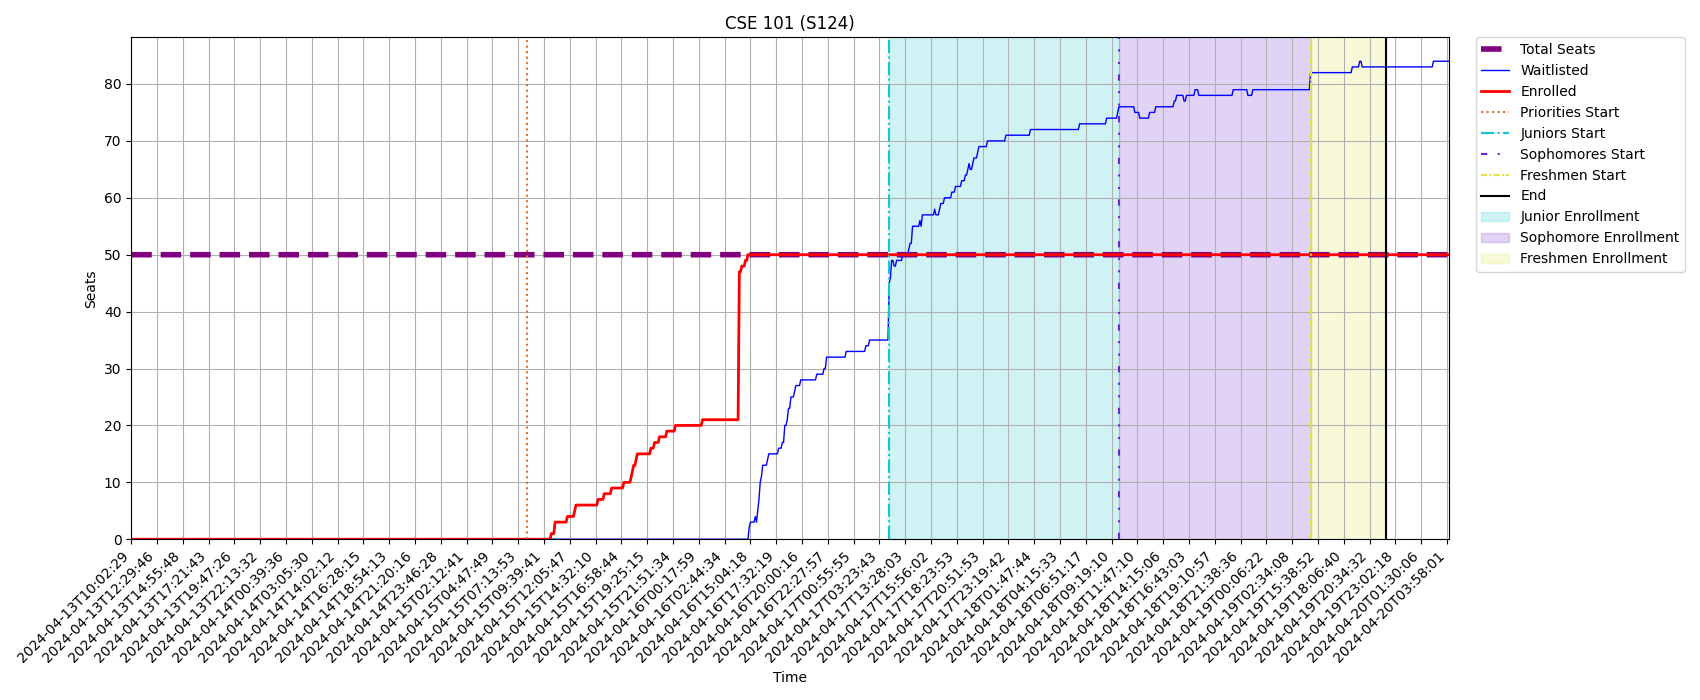 CSE 101 (S124)
Seats
80
70
60
50
40
30
20
10
0
2024-04-13T10:02:29
2024-04-13T12:29:46
2024-04-13T14:55:48
2024-04-13T17:21:43
2024-04-13T19:47:26
2024-04-13T22:13:32
2024-04-14T00:39:36
2024-04-14T03:05:30
2024-04-14T14:02:12
2024-04-14T16:28:15
2024-04-14T18:54:13
2024-04-14T21:20:16
2024-04-14T23:46:28
2024-04-15T02:12:41
2024-04-15T04:47:49
2024-04-15T07:13:53
2024-04-15T09:39:41
2024-04-15T12:05:47
2024-04-15T14:32:10
2024-04-15T16:58:44
2024-04-15T19:25:15
2024-04-15T21:51:34
2024-04-16T00:17:59
2024-04-16T02:44:34
2024-04-16T15:04:18
2024-04-16T17:32:19
2024-04-16T20:00:16
2024-04-16T22:27:57
2024-04-17T00:55:55
2024-04-17T03:23:43
2024-04-17T13:28:03
2024-04-17T15:56:02
2024-04-17T18:23:53
2024-04-17T20:51:53
2024-04-17T23:19:42
2024-04-18T01:47:44
2024-04-18T04:15:33
2024-04-18T06:51:17
2024-04-18T09:19:10
2024-04-18T11:47:10
2024-04-18T14:15:06
2024-04-18T16:43:03
2024-04-18T19:10:57
2024-04-18T21:38:36
2024-04-19T00:06:22
2024-04-19T02:34:08
2024-04-19T15:38:52
2024-04-19T18:06:40
2024-04-19T20:34:32
2024-04-19T23:02:18
2024-04-20T01:30:06
2024-04-20T03:58:01
Time
Total Seats
Waitlisted
Enrolled
Priorities Start
Juniors Start
Sophomores Start
Freshmen Start
End
Junior Enrollment
Sophomore Enrollment
Freshmen Enrollment